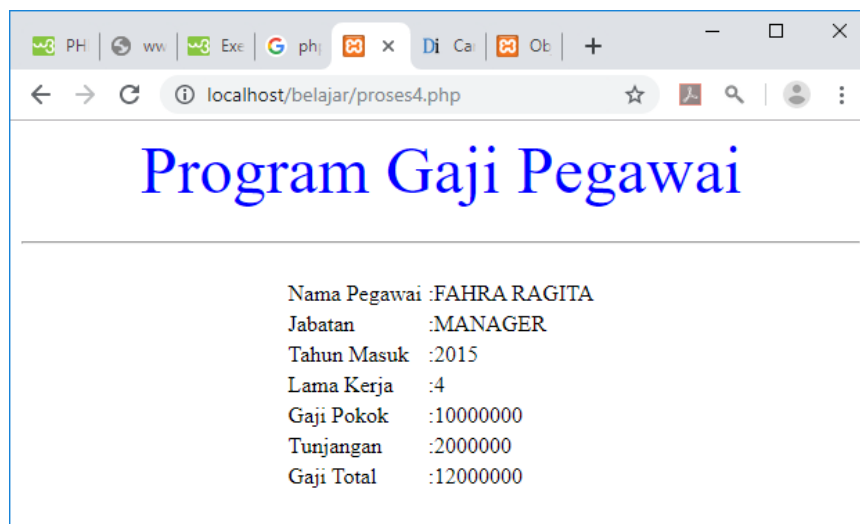 PH ww Exe php Ca Ob
localhost/belajar/proses4.php
Program Gaji Pegawai
Nama Pegawai :FAHRA RAGITA
Jabatan :MANAGER
Tahun Masuk :2015
Lama Kerja :4
Gaji Pokok :10000000
Tunjangan :2000000
Gaji Total :12000000